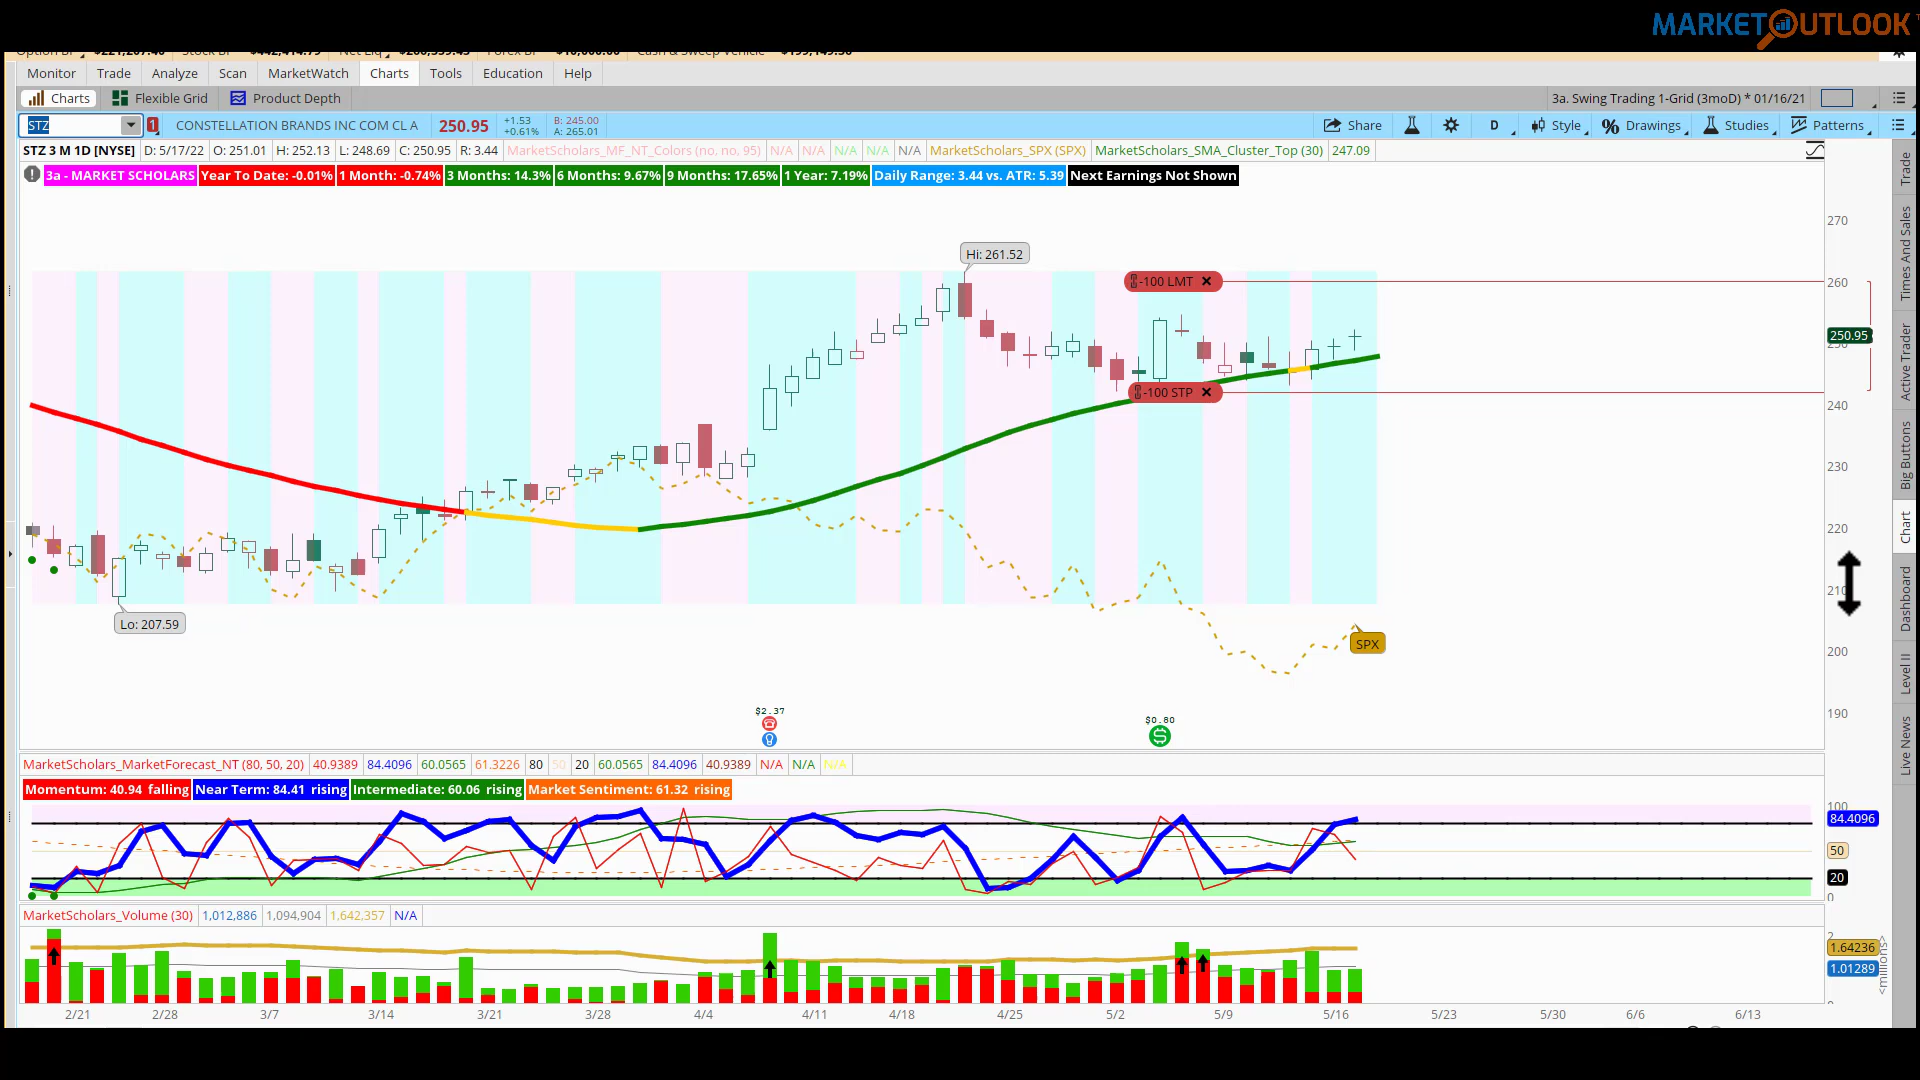 MARKETOUTLOOK
Monitor Trade Analyze Scan MarketWatch Charts Tools Education Help
Charts Flexible Grid Product Depth 3a. Swing Trading 1-Grid (3moD) * 01/16/21
STZ 1 CONSTELLATION BRANDS INC COM CL A 250.95 +1.53 +0.61% B: 245.00 A: 265.01 Share D Style Drawings Studies Patterns
STZ 3 M 1D [NYSE] D: 5/17/22 O: 251.01 H: 252.13 L: 248.69 C: 250.95 R: 3.44 MarketScholars_MF_NT_Colors (no, no, 95) N/A N/A N/A N/A N/A MarketScholars_SPX (SPX) MarketScholars_SMA_Cluster_Top (30) 247.09
3a - MARKET SCHOLARS Year To Date: -0.01% 1 Month: -0.74% 3 Months: 14.3% 6 Months: 9.67% 9 Months: 17.65% 1 Year: 7.19% Daily Range: 3.44 vs. ATR: 5.39 Next Earnings Not Shown
270
Hi: 261.52
-100 LMT
260
250.95
-100 STP
240
230
220
210
Lo: 207.59
SPX
200
190
$2.37
$0.80
MarketScholars_MarketForecast_NT (80, 50, 20) 40.9389 84.4096 60.0565 61.3226 80 50 20 60.0565 84.4096 40.9389 N/A N/A N/A
Momentum: 40.94 falling Near Term: 84.41 rising Intermediate: 60.06 rising Market Sentiment: 61.32 rising
100
84.4096
50
20
0
MarketScholars_Volume (30) 1,012,886 1,094,904 1,642,357 N/A
2
1.64236
1.01289
<millions>
2/21 2/28 3/7 3/14 3/21 3/28 4/4 4/11 4/18 4/25 5/2 5/9 5/16 5/23 5/30 6/6 6/13
Trade
Times And Sales
Active Trader
Big Buttons
Chart
Dashboard
Level II
Live News